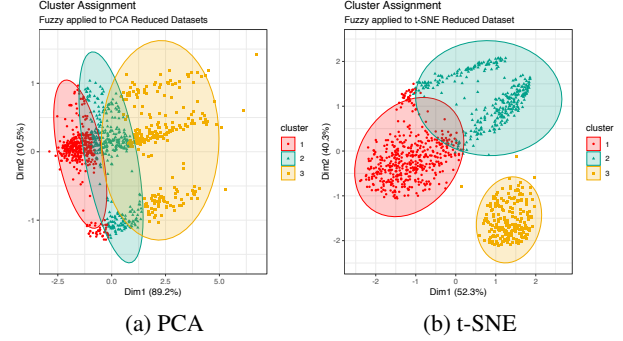 Cluster Assignment
Fuzzy applied to PCA Reduced Datasets
Dim2 (10.5%)
1
0
-1
-2.5
0.0
2.5
5.0
Dim1 (89.2%)
cluster
1
2
3
(a) PCA
Cluster Assignment
Fuzzy applied to t-SNE Reduced Dataset
Dim2 (40.3%)
2
1
0
-1
-2
-2
-1
0
1
2
Dim1 (52.3%)
cluster
1
2
3
(b) t-SNE